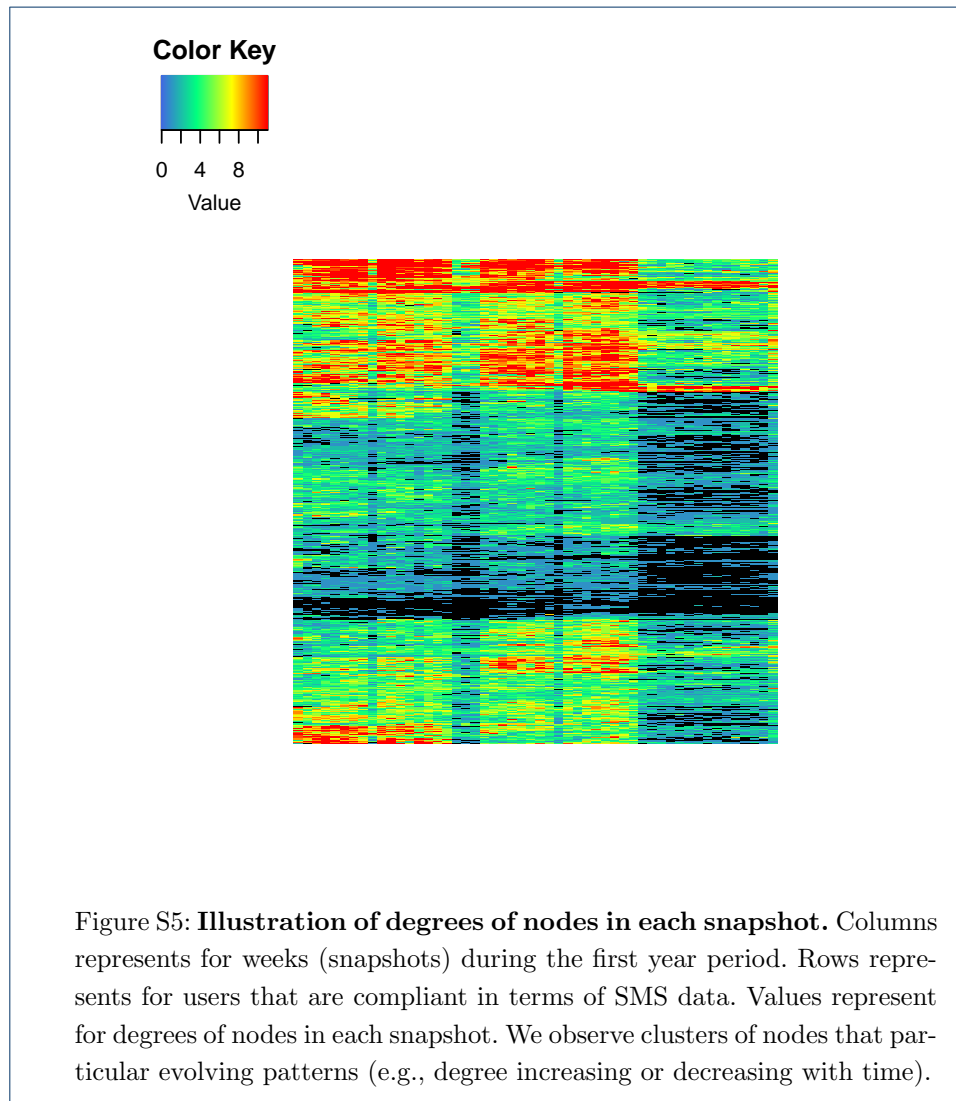 Color Key
0 4 8
Value
Figure S5: Illustration of degrees of nodes in each snapshot. Columns
represents for weeks (snapshots) during the first year period. Rows repre-
sents for users that are compliant in terms of SMS data. Values represent
for degrees of nodes in each snapshot. We observe clusters of nodes that par-
ticular evolving patterns (e.g., degree increasing or decreasing with time).